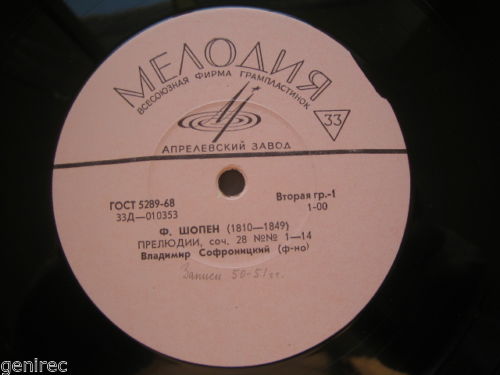 МЕЛОДИЯ
ВСЕСОЮЗНАЯ ФИРМА ГРАМПЛАСТИНОК
33
АПРЕЛЕВСКИЙ ЗАВОД
ГОСТ 5289-68
Вторая гр.-1
33Д—010353
1-00
Ф. ШОПЕН (1810—1849)
ПРЕЛЮДИИ, соч. 28 №№ 1—14
Владимир Софроницкий (ф-но)
Записи 50-51 гг.
genirec
genirec